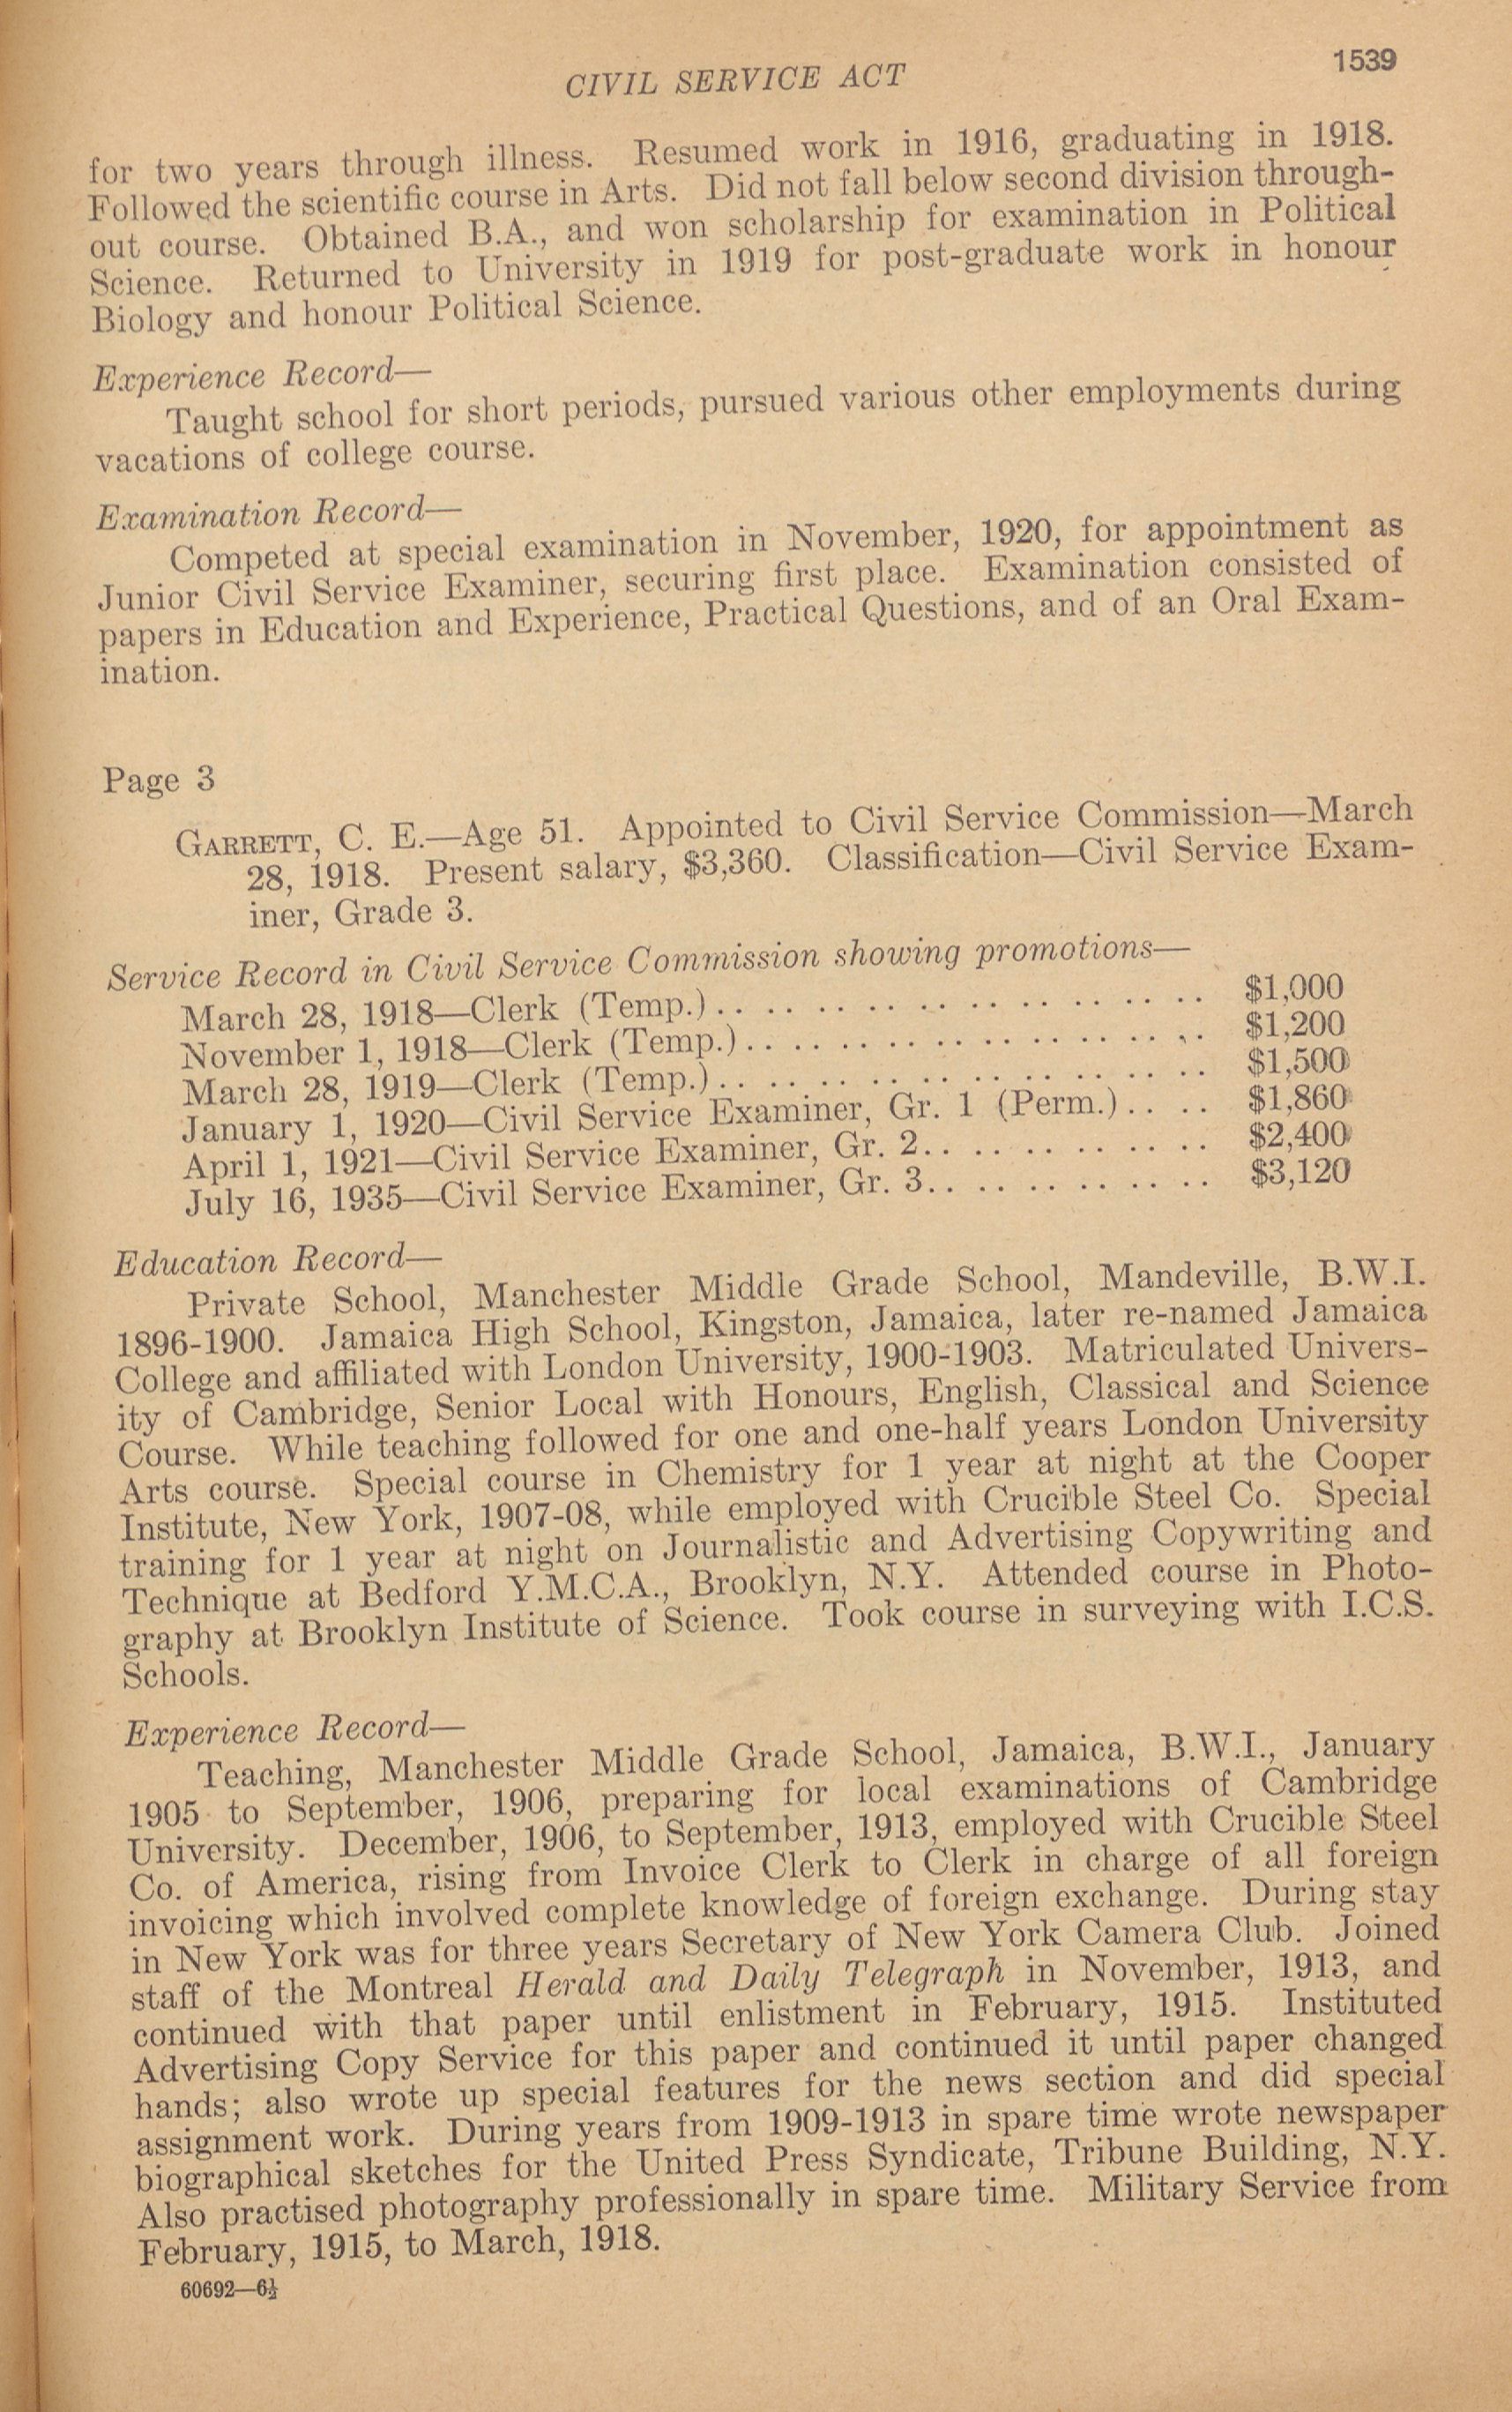 CIVIL SERVICE ACT
1539
for two years through illness. Resumed work in 1916, graduating in 1918.
Followed the scientific course in Arts. Did not fall below second division through-
out course. Obtained B.A., and won scholarship for examination in Political
Science. Returned to University in 1919 for post-graduate work in honour
Biology and honour Political Science.
Experience Record—
Taught school for short periods, pursued various other employments during
vacations of college course.
Examination Record—
Competed at special examination in November, 1920, for appointment as
Junior Civil Service Examiner, securing first place. Examination consisted of
papers in Education and Experience, Practical Questions, and of an Oral Exam-
ination.
Page 3
GARRETT, C. E.—Age 51. Appointed to Civil Service Commission—March
28, 1918. Present salary, $3,360. Classification—Civil Service Exam-
iner, Grade 3.
Service Record in Civil Service Commission showing promotions—
March 28, 1918—Clerk (Temp.).................. $1,000
November 1, 1918—Clerk (Temp.).................. $1,200
March 28, 1919—Clerk (Temp.).................. $1,500
January 1, 1920—Civil Service Examiner, Gr. 1 (Perm.).... $1,860
April 1, 1921—Civil Service Examiner, Gr. 2............ $2,400
July 16, 1935—Civil Service Examiner, Gr. 3............ $3,120
Education Record—
Private School, Manchester Middle Grade School, Mandeville, B.W.I.
1896-1900. Jamaica High School, Kingston, Jamaica, later re-named Jamaica
College and affiliated with London University, 1900-1903. Matriculated Univers-
ity of Cambridge, Senior Local with Honours, English, Classical and Science
Course. While teaching followed for one and one-half years London University
Arts course. Special course in Chemistry for 1 year at night at the Cooper
Institute, New York, 1907-08, while employed with Crucible Steel Co. Special
training for 1 year at night on Journalistic and Advertising Copywriting and
Technique at Bedford Y.M.C.A., Brooklyn, N.Y. Attended course in Photo-
graphy at Brooklyn Institute of Science. Took course in surveying with I.C.S.
Schools.
Experience Record—
Teaching, Manchester Middle Grade School, Jamaica, B.W.I., January
1905 to September, 1906, preparing for local examinations of Cambridge
University. December, 1906, to September, 1913, employed with Crucible Steel
Co. of America, rising from Invoice Clerk to Clerk in charge of all foreign
invoicing which involved complete knowledge of foreign exchange. During stay
in New York was for three years Secretary of New York Camera Club. Joined
staff of the Montreal Herald and Daily Telegraph in November, 1913, and
continued with that paper until enlistment in February, 1915. Instituted
Advertising Copy Service for this paper and continued it until paper changed
hands; also wrote up special features for the news section and did special
assignment work. During years from 1909-1913 in spare time wrote newspaper
biographical sketches for the United Press Syndicate, Tribune Building, N.Y.
Also practised photography professionally in spare time. Military Service from
February, 1915, to March, 1918.
60692—6½